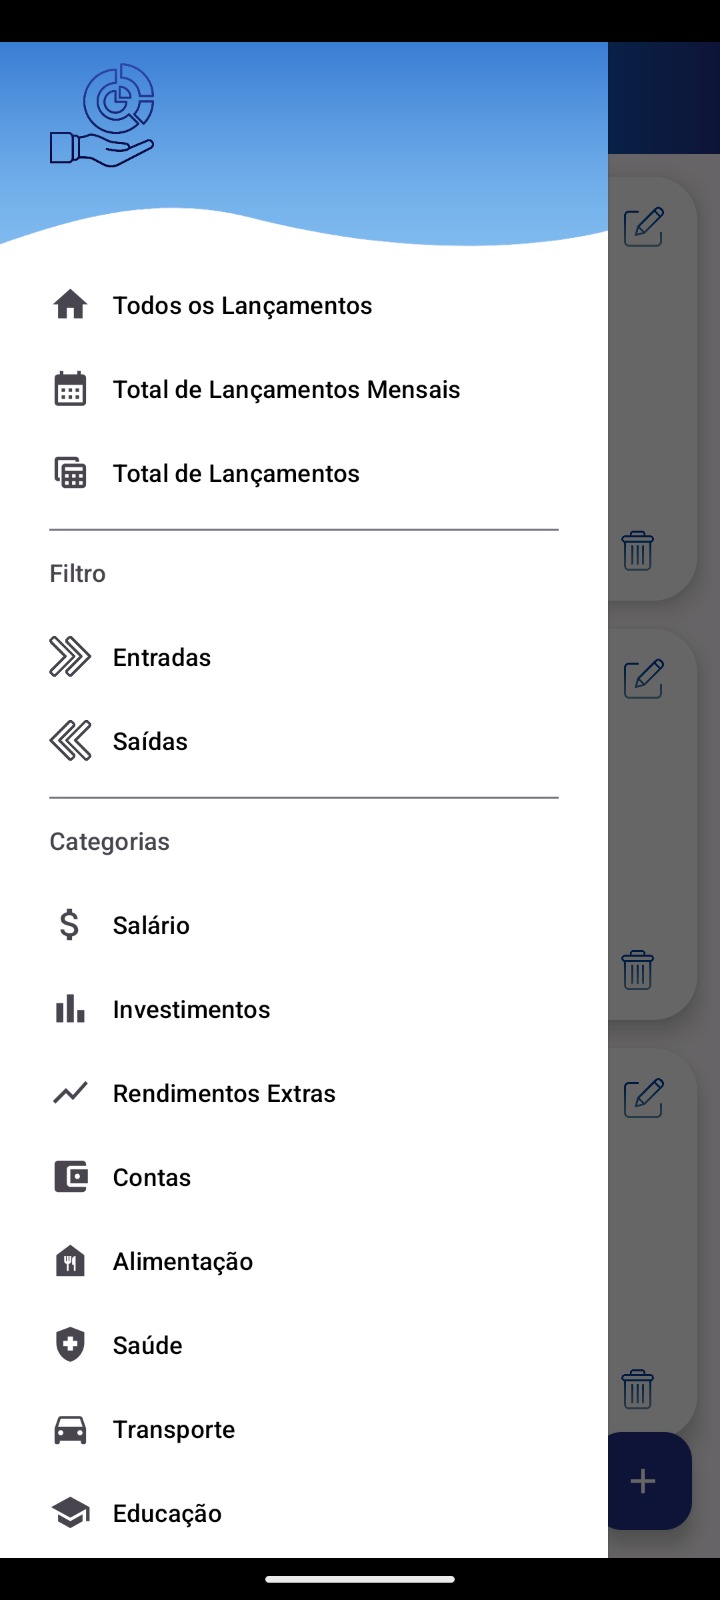 Todos os Lançamentos
Total de Lançamentos Mensais
Total de Lançamentos
Filtro
Entradas
Saídas
Categorias
Salário
Investimentos
Rendimentos Extras
Contas
Alimentação
Saúde
Transporte
Educação